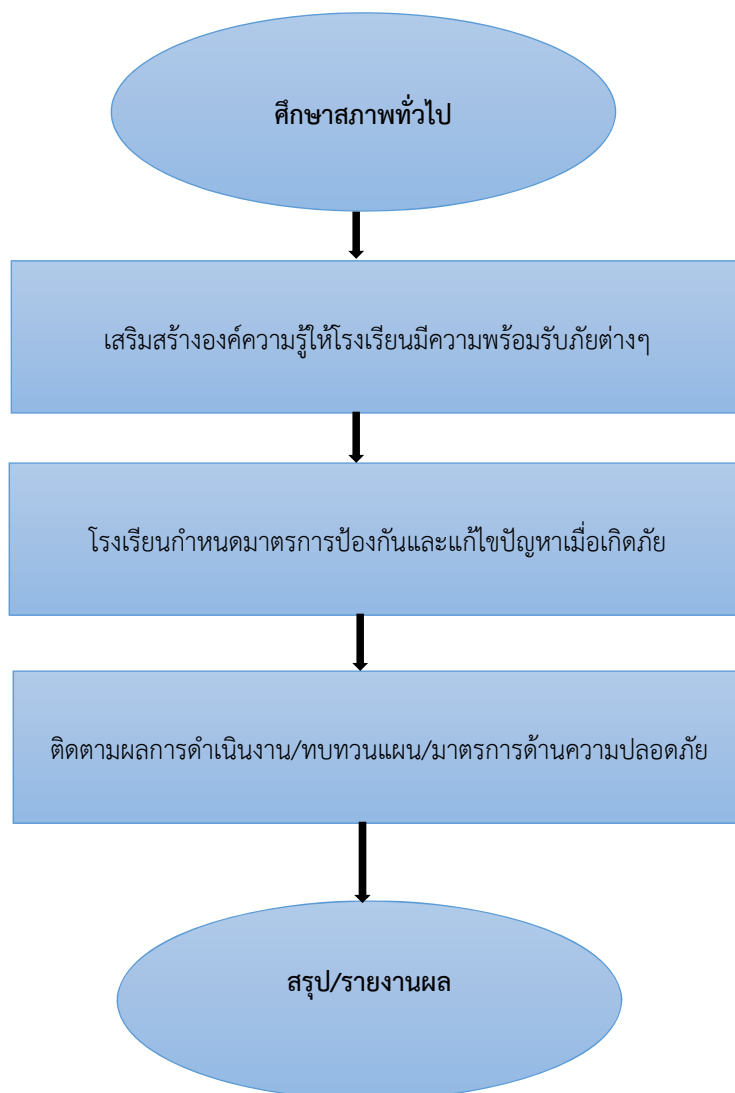 ศึกษาสภาพทั่วไป
เสริมสร้างองค์ความรู้ให้โรงเรียนมีความพร้อมรับภัยต่างๆ
โรงเรียนกำหนดมาตรการป้องกันและแก้ไขปัญหาเมื่อเกิดภัย
ติดตามผลการดำเนินงาน/ทบทวนแผน/มาตรการด้านความปลอดภัย
สรุป/รายงานผล